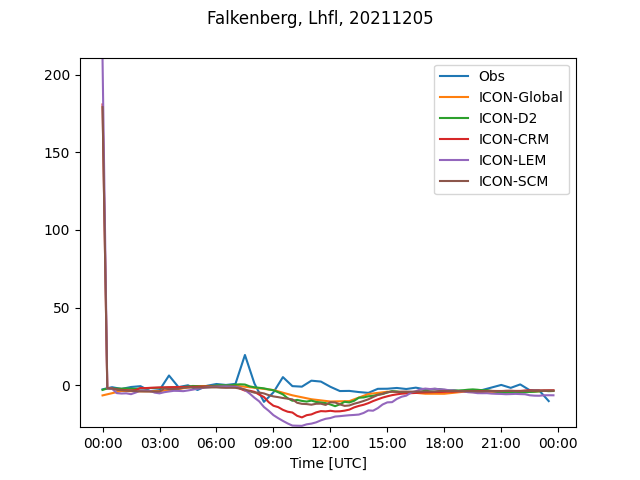 Falkenberg, Lhfl, 20211205
200
150
100
50
0
Obs
ICON-Global
ICON-D2
ICON-CRM
ICON-LEM
ICON-SCM
00:00 03:00 06:00 09:00 12:00 15:00 18:00 21:00 00:00
Time [UTC]